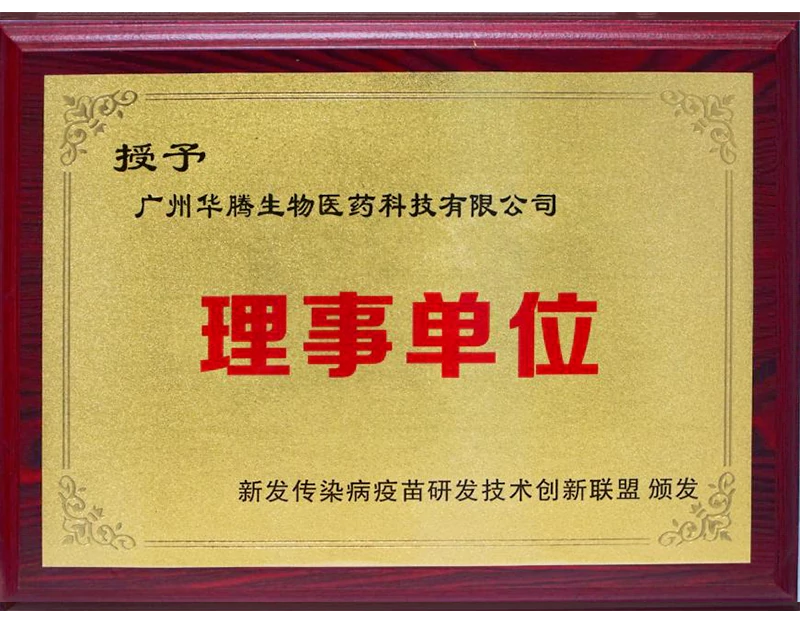 授予
广州华腾生物医药科技有限公司
理事单位
新发传染病疫苗研发技术创新联盟 颁发